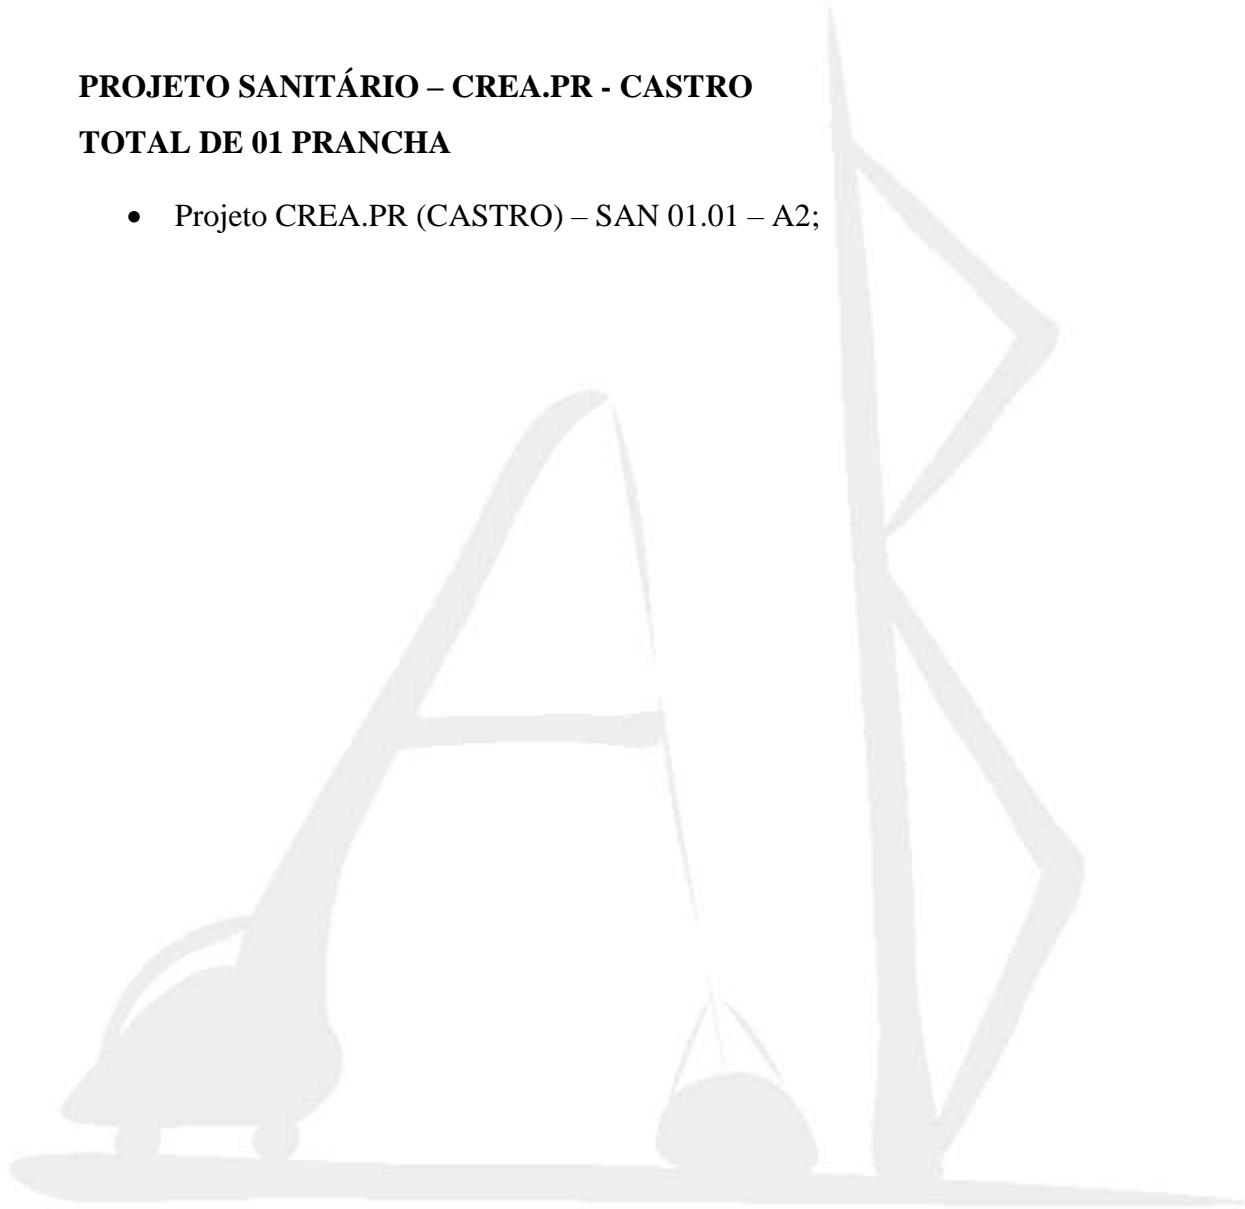 PROJETO SANITÁRIO – CREA.PR - CASTRO
TOTAL DE 01 PRANCHA
• Projeto CREA.PR (CASTRO) – SAN 01.01 – A2;